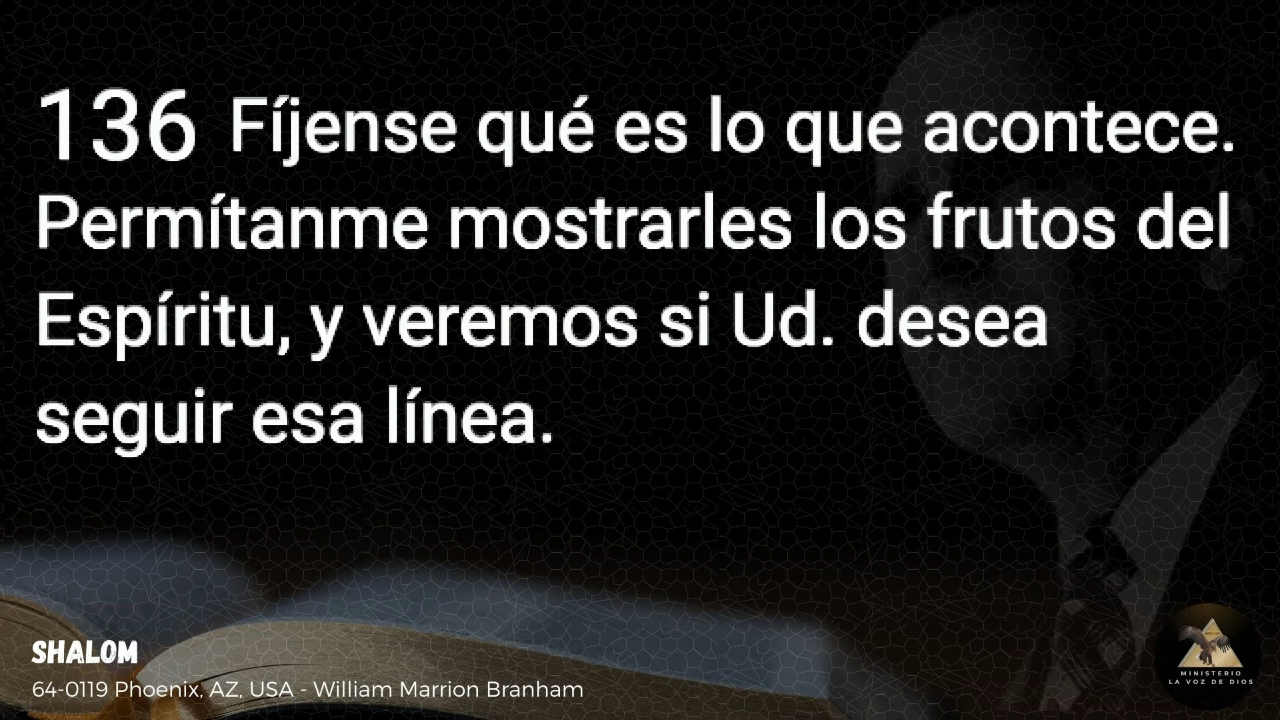 136 Fíjense qué es lo que acontece.
Permítanme mostrarles los frutos del
Espíritu, y veremos si Ud. desea
seguir esa línea.
SHALOM
64-0119 Phoenix, AZ, USA - William Marrion Branham
MINISTERIO
LA VOZ DE DIOS